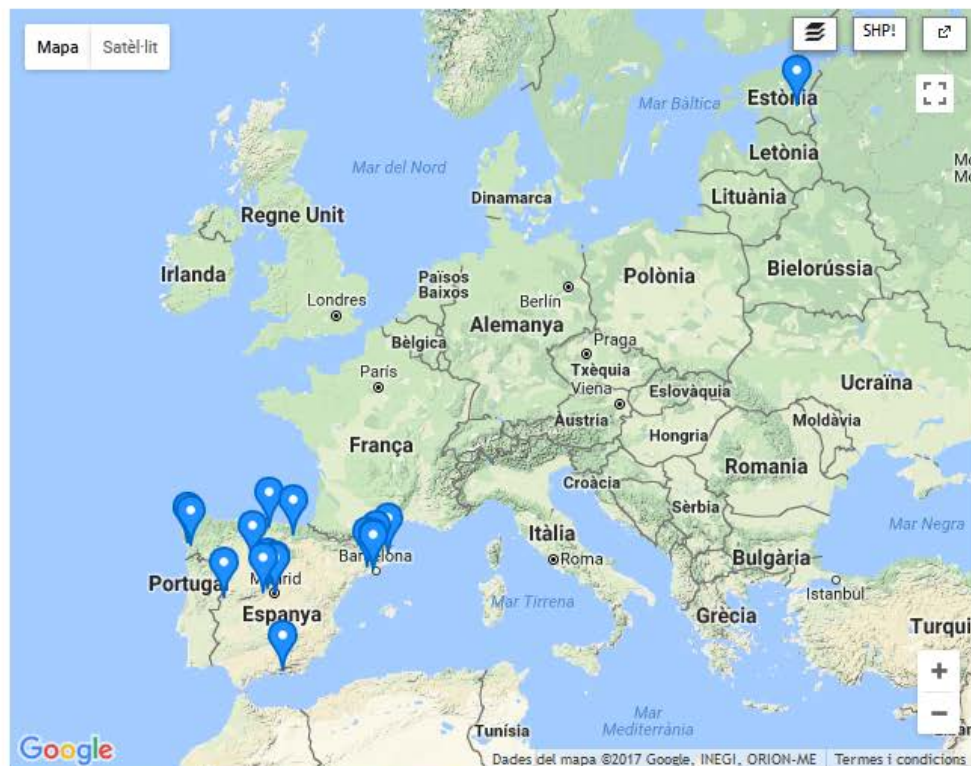 Mapa
Satèl·lit
SHP!
Estònia
Mar Bàltica
Letònia
Mar del Nord
Lituània
Dinamarca
Regne Unit
Irlanda
Bielorússia
Polònia
Països
Baixos
Berlín
Londres
Alemanya
Bèlgica
Praga
Txèquia
París
Ucraïna
Eslovàquia
Viena
Àustria
Moldàvia
Hongria
França
Romania
Croàcia
Sèrbia
Itàlia
Mar Negra
Barcelona
Bulgària
Roma
Portugal
Madrid
Istanbul
Mar Tirrena
Espanya
Grècia
Turqui
Mar
Mediterrània
Tunísia
Google
Dades del mapa ©2017 Google, INEGI, ORION-ME
Termes i condicions